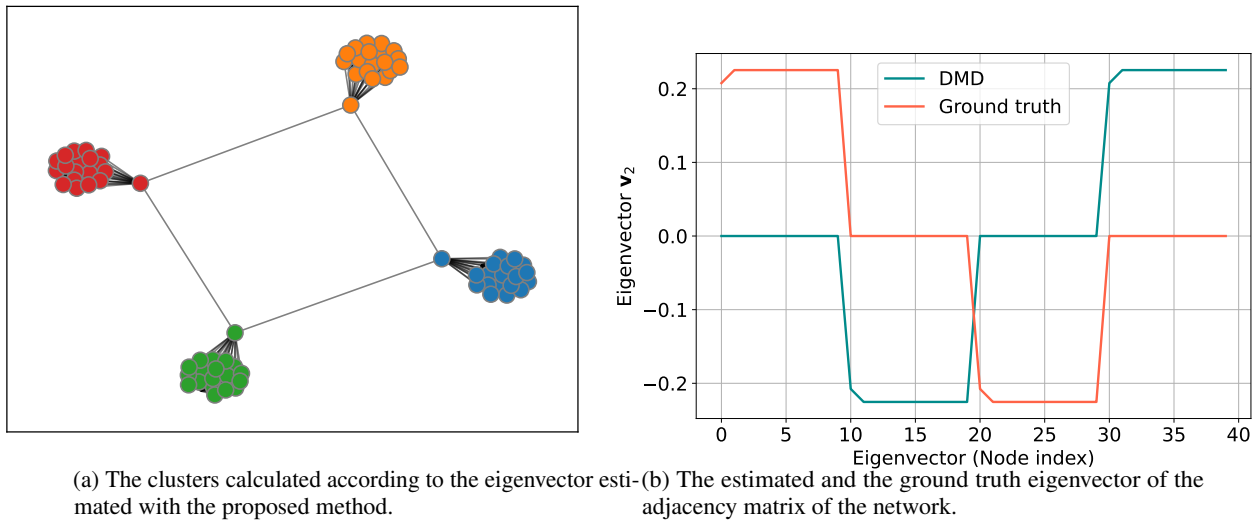 0.2
0.1
0.0
−0.1
−0.2
Eigenvector v₂
DMD
Ground truth
0 5 10 15 20 25 30 35 40
Eigenvector (Node index)
(a) The clusters calculated according to the eigenvector esti-
mated with the proposed method.
(b) The estimated and the ground truth eigenvector of the
adjacency matrix of the network.